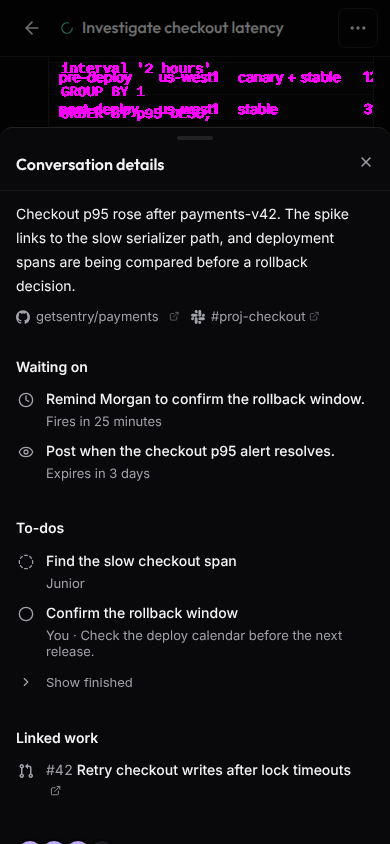 Investigate checkout latency
interval '2 hours'
pre-deploy us-west1 canary + stable
GROUP BY 1
post-deploy us-west1 stable
Conversation details
Checkout p95 rose after payments-v42. The spike
links to the slow serializer path, and deployment
spans are being compared before a rollback
decision.
getsentry/payments #proj-checkout
Waiting on
Remind Morgan to confirm the rollback window.
Fires in 25 minutes
Post when the checkout p95 alert resolves.
Expires in 3 days
To-dos
Find the slow checkout span
Junior
Confirm the rollback window
You · Check the deploy calendar before the next
release.
Show finished
Linked work
#42 Retry checkout writes after lock timeouts